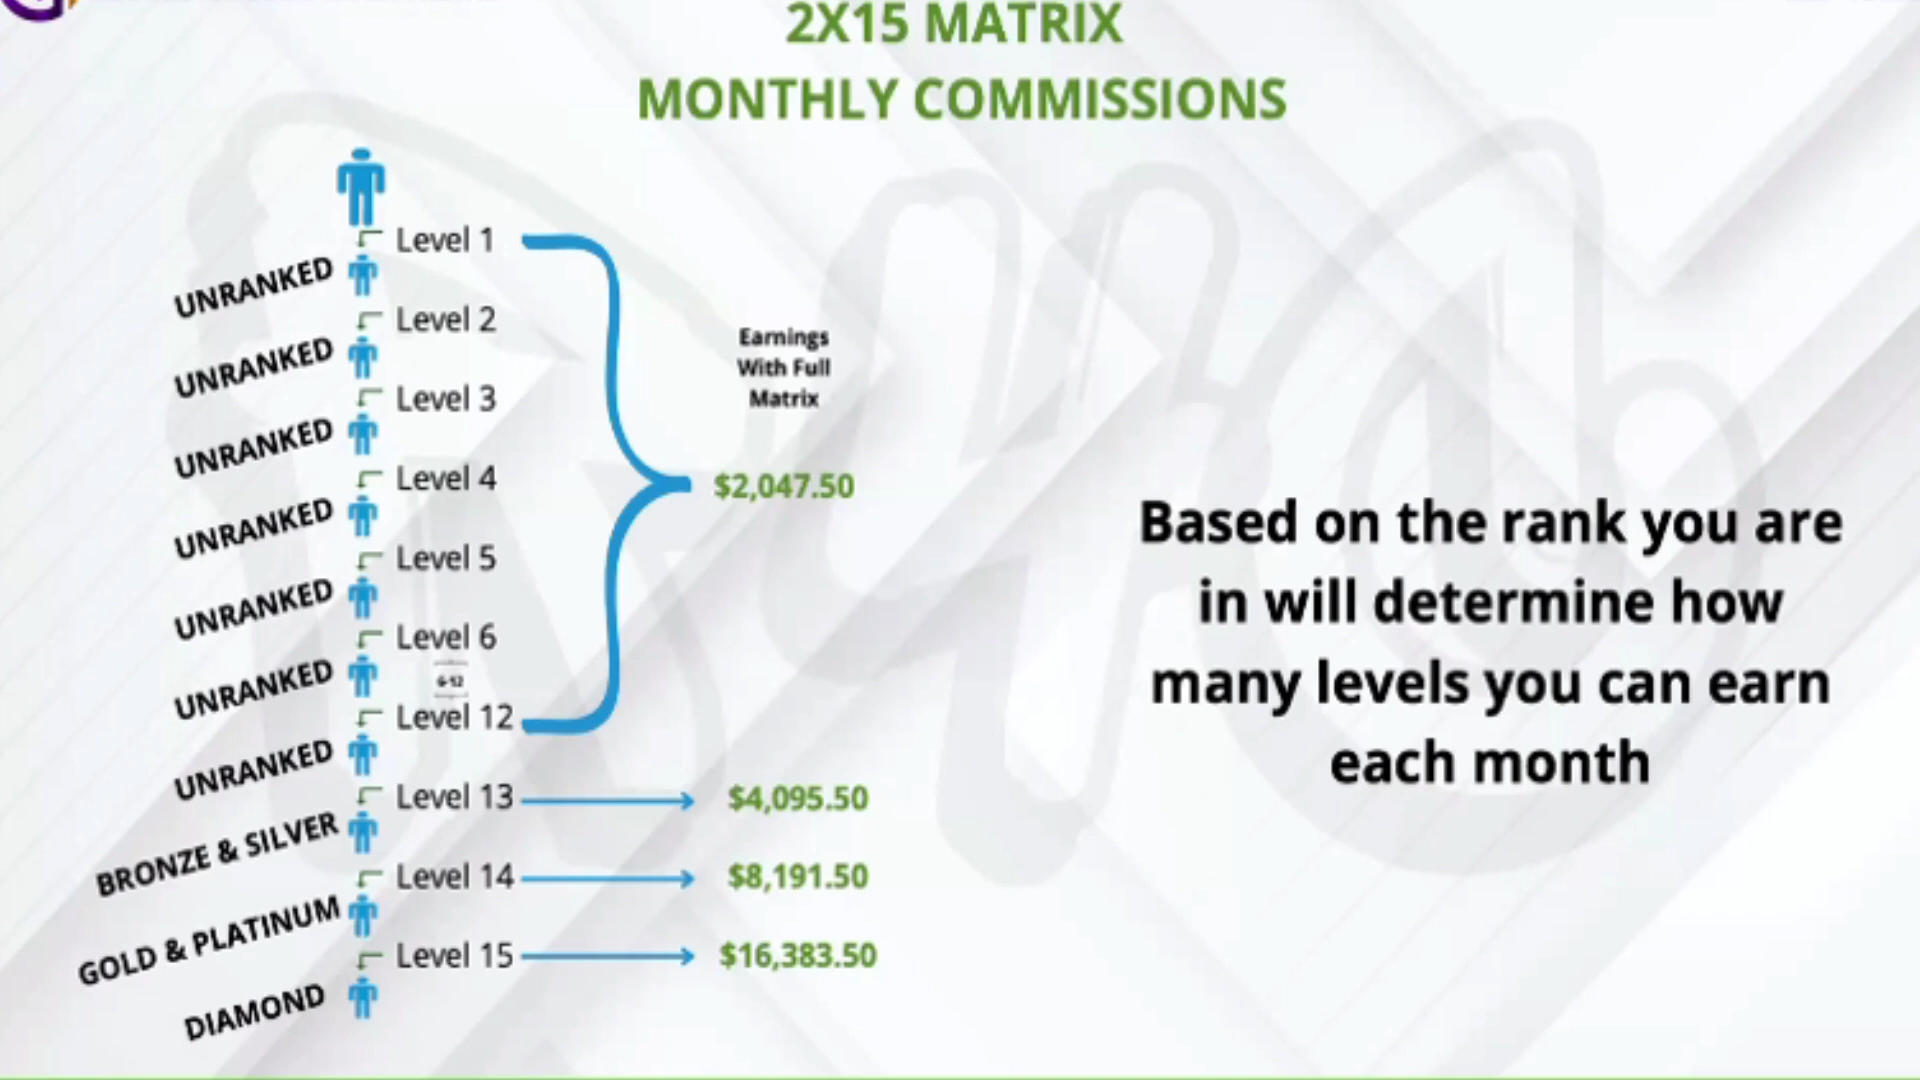 2X15 MATRIX
MONTHLY COMMISSIONS
Level 1
UNRANKED
Level 2
UNRANKED
Level 3
UNRANKED
Level 4
UNRANKED
Level 5
UNRANKED
Level 6
UNRANKED
6-12
Level 12
UNRANKED
Level 13
BRONZE & SILVER
Level 14
GOLD & PLATINUM
Level 15
DIAMOND
Earnings
With Full
Matrix
$2,047.50
$4,095.50
$8,191.50
$16,383.50
Based on the rank you are
in will determine how
many levels you can earn
each month